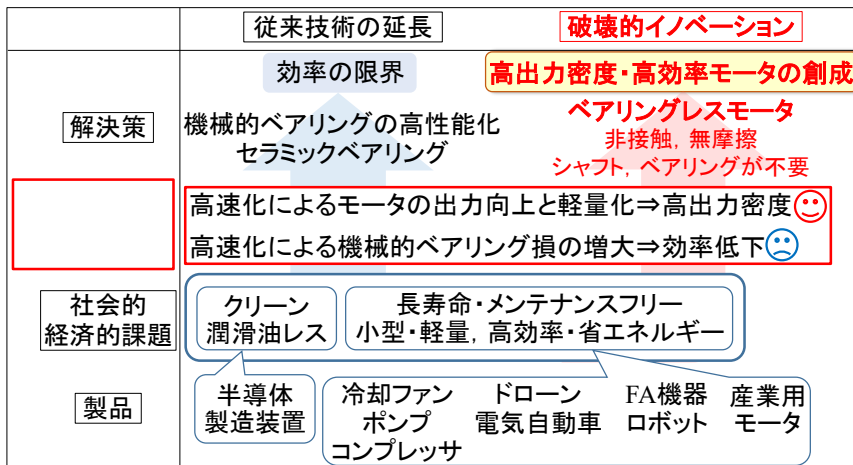 従来技術の延長
破壊的イノベーション
効率の限界
高出力密度・高効率モータの創成
解決策
機械的ベアリングの高性能化
セラミックベアリング
ベアリングレスモータ
非接触，無摩擦
シャフト，ベアリングが不要
高速化によるモータの出力向上と軽量化⇒高出力密度
高速化による機械的ベアリング損の増大⇒効率低下
社会的
経済的課題
クリーン
潤滑油レス
長寿命・メンテナンスフリー
小型・軽量，高効率・省エネルギー
製品
半導体
製造装置
冷却ファン
ポンプ
コンプレッサ
ドローン
電気自動車
FA機器
ロボット
産業用
モータ